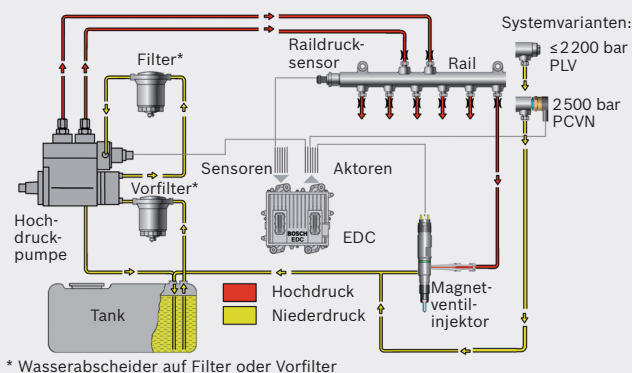 Systemvarianten:
Filter*
Raildruck-
sensor
Rail
≤2200 bar
PLV
2500 bar
PCVN
Sensoren
Aktoren
Vorfilter*
Hoch-
druck-
pumpe
BOSCH
EDC
EDC
Magnet-
ventil-
injektor
Tank
Hochdruck
Niederdruck
* Wasserabscheider auf Filter oder Vorfilter